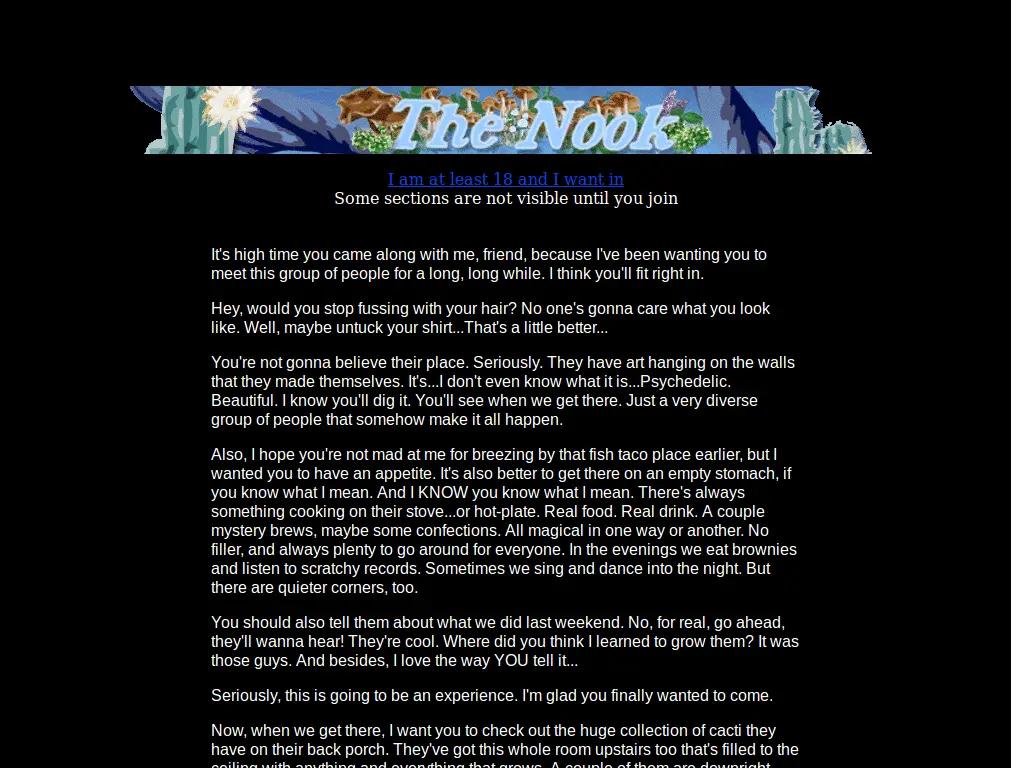 The Nook
I am at least 18 and I want in
Some sections are not visible until you join
It's high time you came along with me, friend, because I've been wanting you to
meet this group of people for a long, long while. I think you'll fit right in.
Hey, would you stop fussing with your hair? No one's gonna care what you look
like. Well, maybe untuck your shirt...That's a little better...
You're not gonna believe their place. Seriously. They have art hanging on the walls
that they made themselves. It's...I don't even know what it is...Psychedelic.
Beautiful. I know you'll dig it. You'll see when we get there. Just a very diverse
group of people that somehow make it all happen.
Also, I hope you're not mad at me for breezing by that fish taco place earlier, but I
wanted you to have an appetite. It's also better to get there on an empty stomach, if
you know what I mean. And I KNOW you know what I mean. There's always
something cooking on their stove...or hot-plate. Real food. Real drink. A couple
mystery brews, maybe some confections. All magical in one way or another. No
filler, and always plenty to go around for everyone. In the evenings we eat brownies
and listen to scratchy records. Sometimes we sing and dance into the night. But
there are quieter corners, too.
You should also tell them about what we did last weekend. No, for real, go ahead,
they'll wanna hear! They're cool. Where did you think I learned to grow them? It was
those guys. And besides, I love the way YOU tell it...
Seriously, this is going to be an experience. I'm glad you finally wanted to come.
Now, when we get there, I want you to check out the huge collection of cacti they
have on their back porch. They've got this whole room upstairs too that's filled to the
ceiling with anything and everything that grows. A couple of them are downright